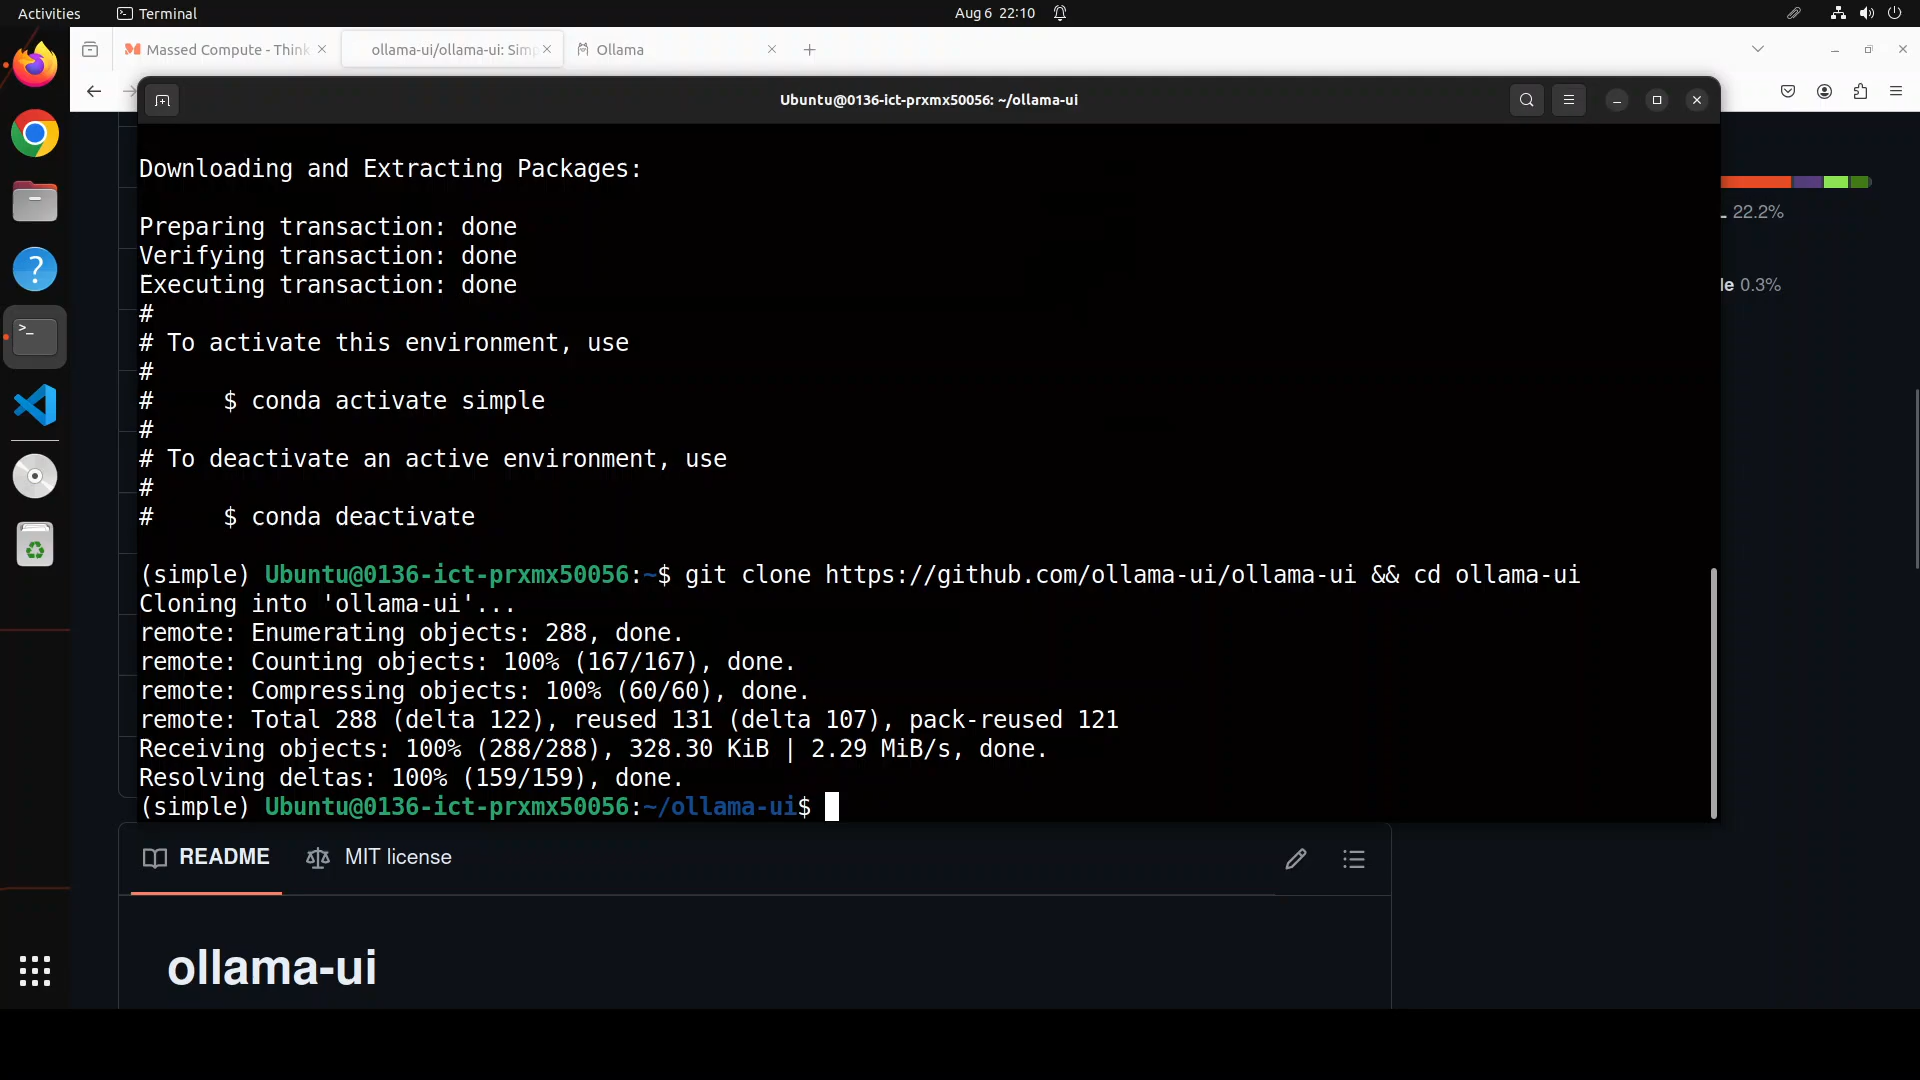 Activities
Terminal
Aug 6 22:10
Massed Compute - Think
ollama-ui/ollama-ui: Simp
Ollama
Ubuntu@0136-ict-prxmx50056: ~/ollama-ui
Downloading and Extracting Packages:
Preparing transaction: done
Verifying transaction: done
Executing transaction: done
#
# To activate this environment, use
#
#     $ conda activate simple
#
# To deactivate an active environment, use
#
#     $ conda deactivate
(simple) Ubuntu@0136-ict-prxmx50056:~$ git clone https://github.com/ollama-ui/ollama-ui && cd ollama-ui
Cloning into 'ollama-ui'...
remote: Enumerating objects: 288, done.
remote: Counting objects: 100% (167/167), done.
remote: Compressing objects: 100% (60/60), done.
remote: Total 288 (delta 122), reused 131 (delta 107), pack-reused 121
Receiving objects: 100% (288/288), 328.30 KiB | 2.29 MiB/s, done.
Resolving deltas: 100% (159/159), done.
(simple) Ubuntu@0136-ict-prxmx50056:~/ollama-ui$
22.2%
le 0.3%
README
MIT license
ollama-ui